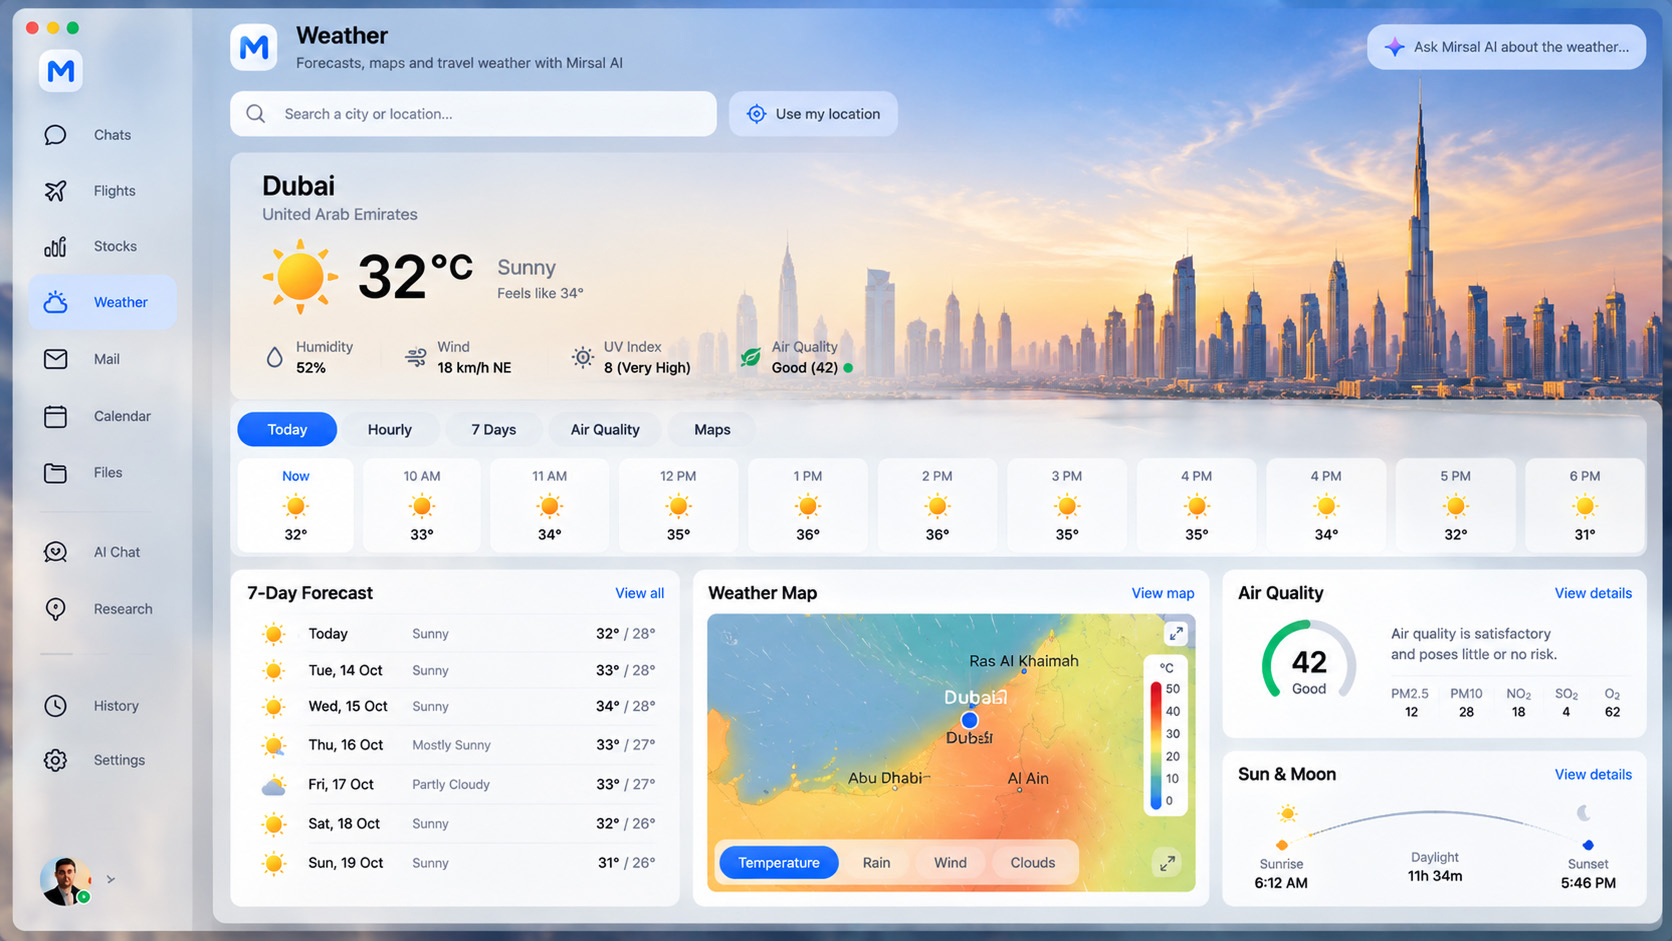 Weather
Forecasts, maps and travel weather with Mirsal AI
Ask Mirsal AI about the weather...
Search a city or location...
Use my location
Chats
Flights
Stocks
Weather
Mail
Calendar
Files
AI Chat
Research
History
Settings
Dubai
United Arab Emirates
32°C
Sunny
Feels like 34°
Humidity
52%
Wind
18 km/h NE
UV Index
8 (Very High)
Air Quality
Good (42)
Today
Hourly
7 Days
Air Quality
Maps
Now
32°
10 AM
33°
11 AM
34°
12 PM
35°
1 PM
36°
2 PM
36°
3 PM
35°
4 PM
35°
4 PM
34°
5 PM
32°
6 PM
31°
7-Day Forecast
View all
Today Sunny 32° / 28°
Tue, 14 Oct Sunny 33° / 28°
Wed, 15 Oct Sunny 34° / 28°
Thu, 16 Oct Mostly Sunny 33° / 27°
Fri, 17 Oct Partly Cloudy 33° / 27°
Sat, 18 Oct Sunny 32° / 26°
Sun, 19 Oct Sunny 31° / 26°
Weather Map
View map
Ras Al Khaimah
Abu Dhabi
Al Ain
°C
50
40
30
20
10
0
Temperature
Rain
Wind
Clouds
Air Quality
View details
42
Good
Air quality is satisfactory
and poses little or no risk.
PM2.5 PM10 NO₂ SO₂ O₂
12 28 18 4 62
Sun & Moon
View details
Sunrise
6:12 AM
Daylight
11h 34m
Sunset
5:46 PM